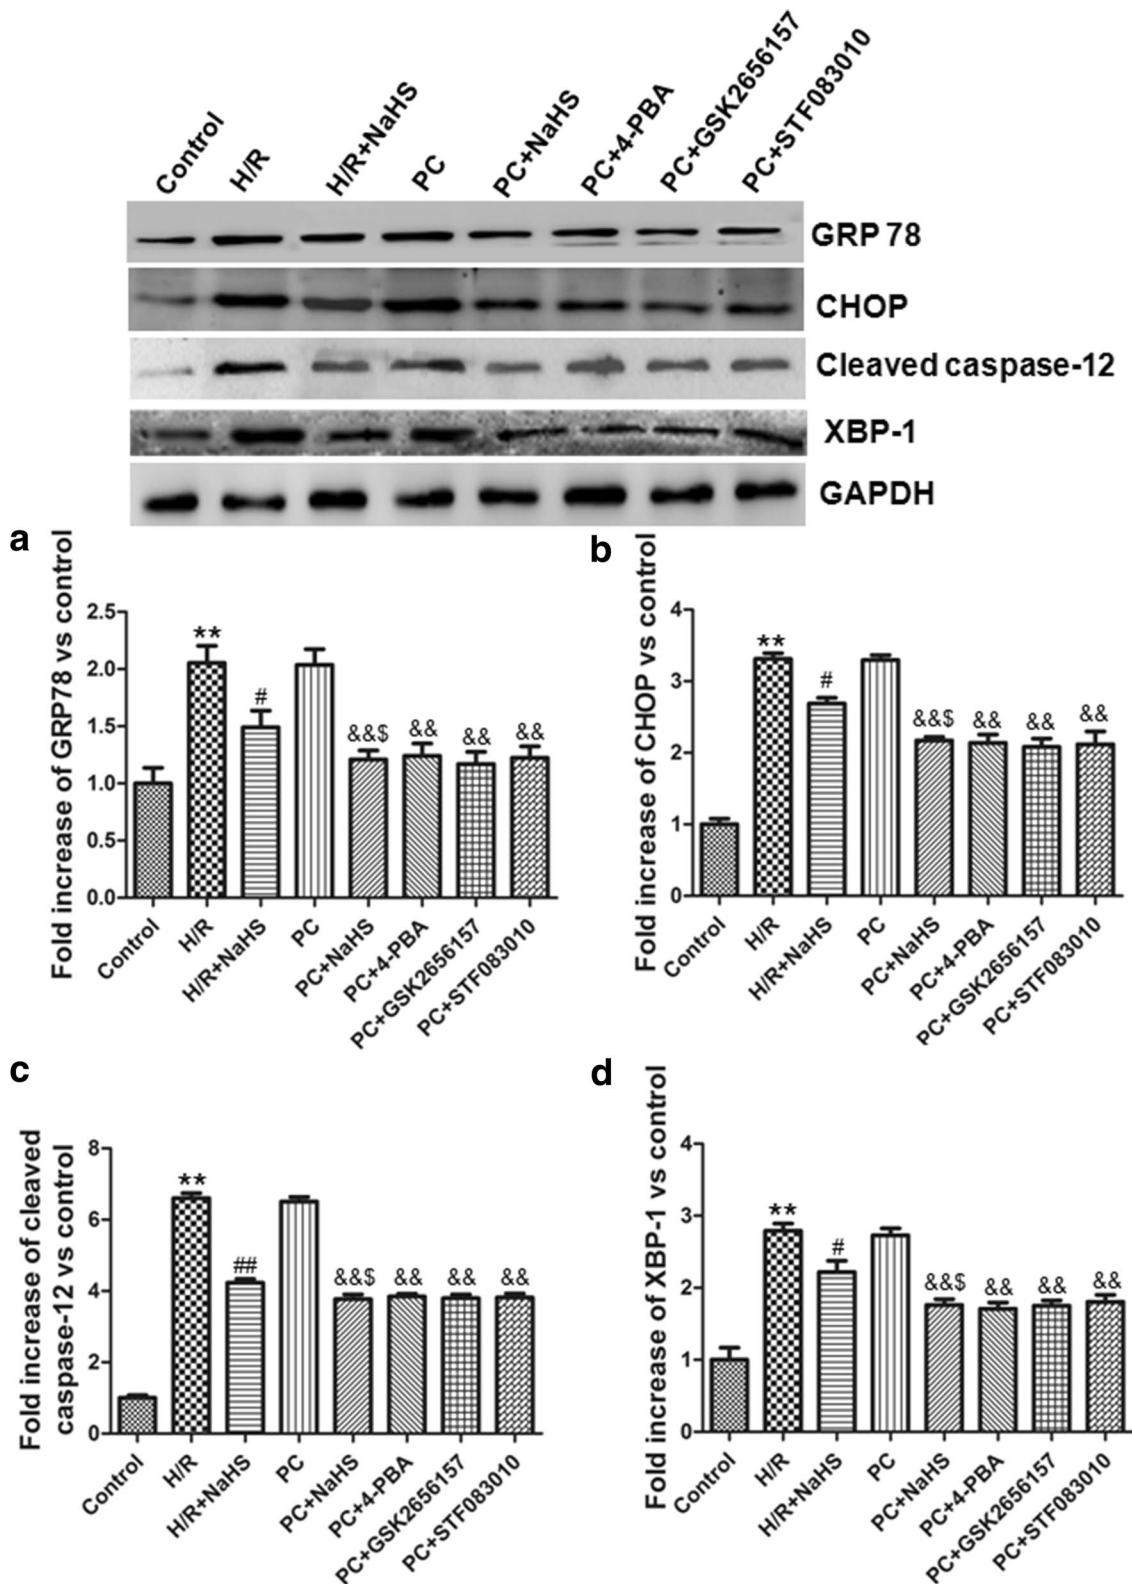 Control H/R H/R+NaHS PC PC+NaHS PC+4-PBA PC+GSK2656157 PC+STF083010
GRP 78
CHOP
Cleaved caspase-12
XBP-1
GAPDH
a
Fold increase of GRP78 vs control
2.5
2.0
1.5
1.0
0.5
0.0
** # &&$ && && &&
Control H/R H/R+NaHS PC PC+NaHS PC+4-PBA PC+GSK2656157 PC+STF083010
b
Fold increase of CHOP vs control
4
3
2
1
0
** # &&$ && && &&
Control H/R H/R+NaHS PC PC+NaHS PC+4-PBA PC+GSK2656157 PC+STF083010
c
Fold increase of cleaved
caspase-12 vs control
8
6
4
2
0
** ## &&$ && && &&
Control H/R H/R+NaHS PC PC+NaHS PC+4-PBA PC+GSK2656157 PC+STF083010
d
Fold increase of XBP-1 vs control
4
3
2
1
0
** # &&$ && && &&
Control H/R H/R+NaHS PC PC+NaHS PC+4-PBA PC+GSK2656157 PC+STF083010